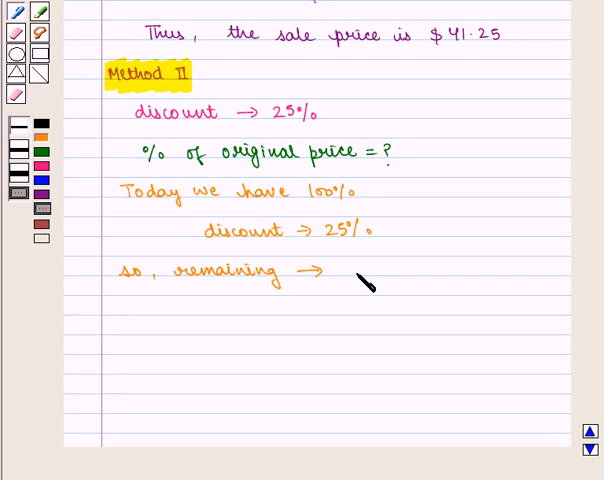 Thus, the sale price is $41.25
Method II
discount → 25%
% of original price = ?
Today we have 100%
discount → 25%.
so, remaining →